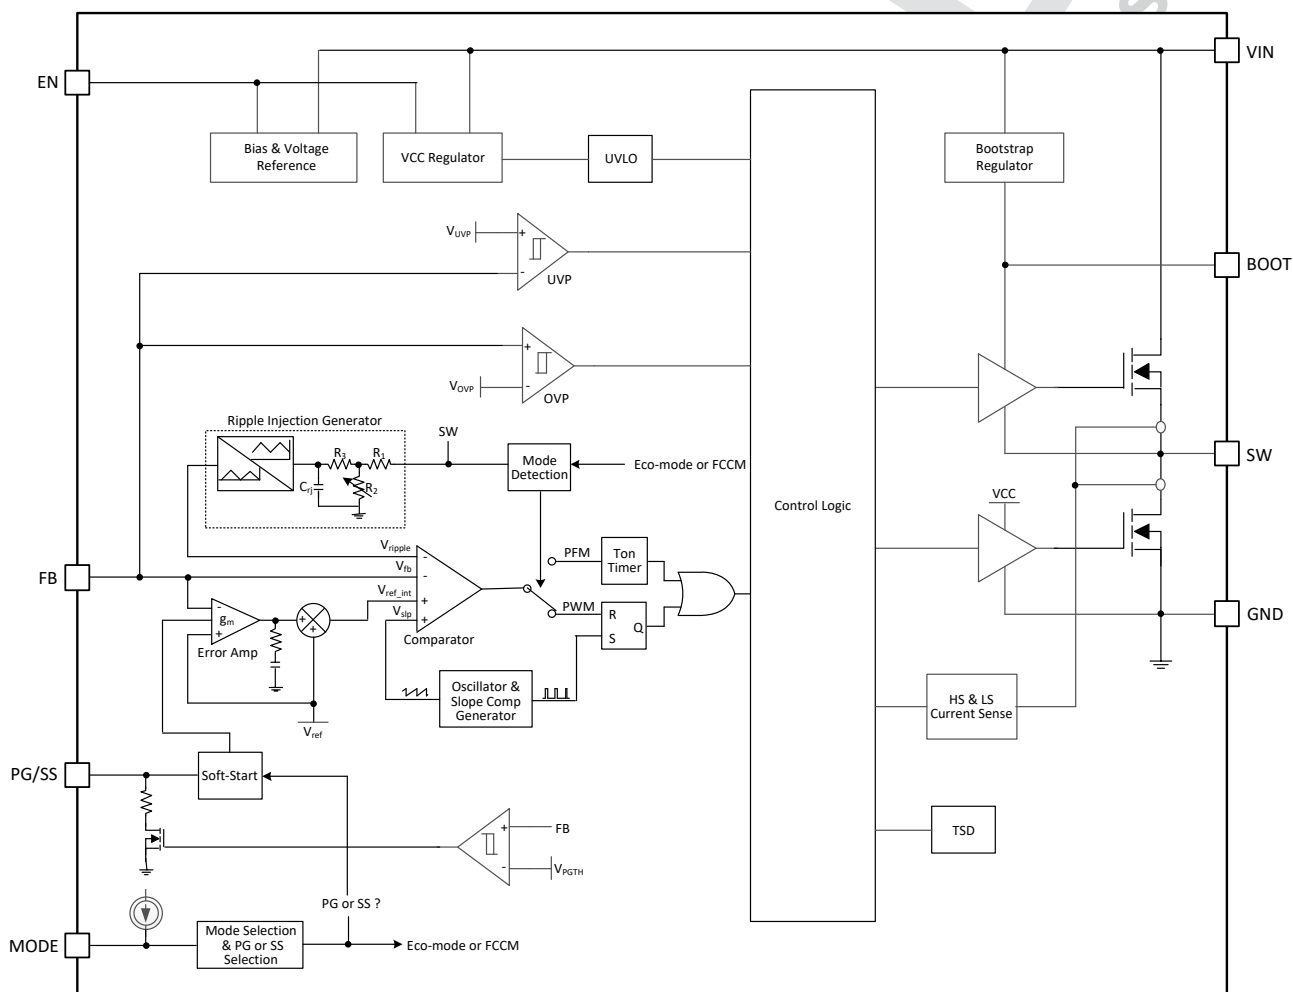 VIN
EN
Bias & Voltage
Reference
VCC Regulator
UVLO
Bootstrap
Regulator
VUVP
+
-
UVP
BOOT
+
VOVP
-
OVP
Ripple Injection Generator
SW
R3
R1
Crj
R2
Mode
Detection
Eco-mode or FCCM
SW
VCC
Control Logic
Vripple
-
Vfb
-
Vref_int
+
Vslp
+
Comparator
PFM
Ton
Timer
PWM
R
S
Q
FB
-
gm
+
Error Amp
+
+
GND
Oscillator &
Slope Comp
Generator
HS & LS
Current Sense
Vref
PG/SS
Soft-Start
+
FB
-
VPGTH
TSD
PG or SS ?
MODE
Mode Selection
& PG or SS
Selection
Eco-mode or FCCM